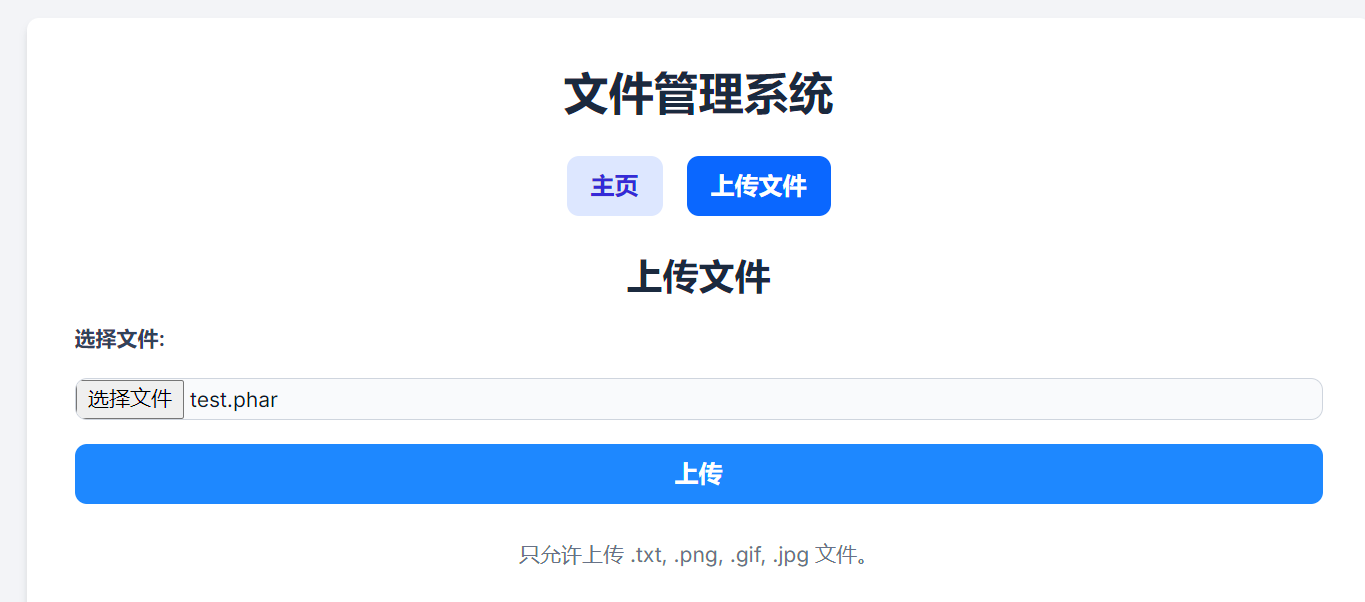 文件管理系统
主页 上传文件
上传文件
选择文件:
选择文件 test.phar
上传
只允许上传 .txt, .png, .gif, .jpg 文件。